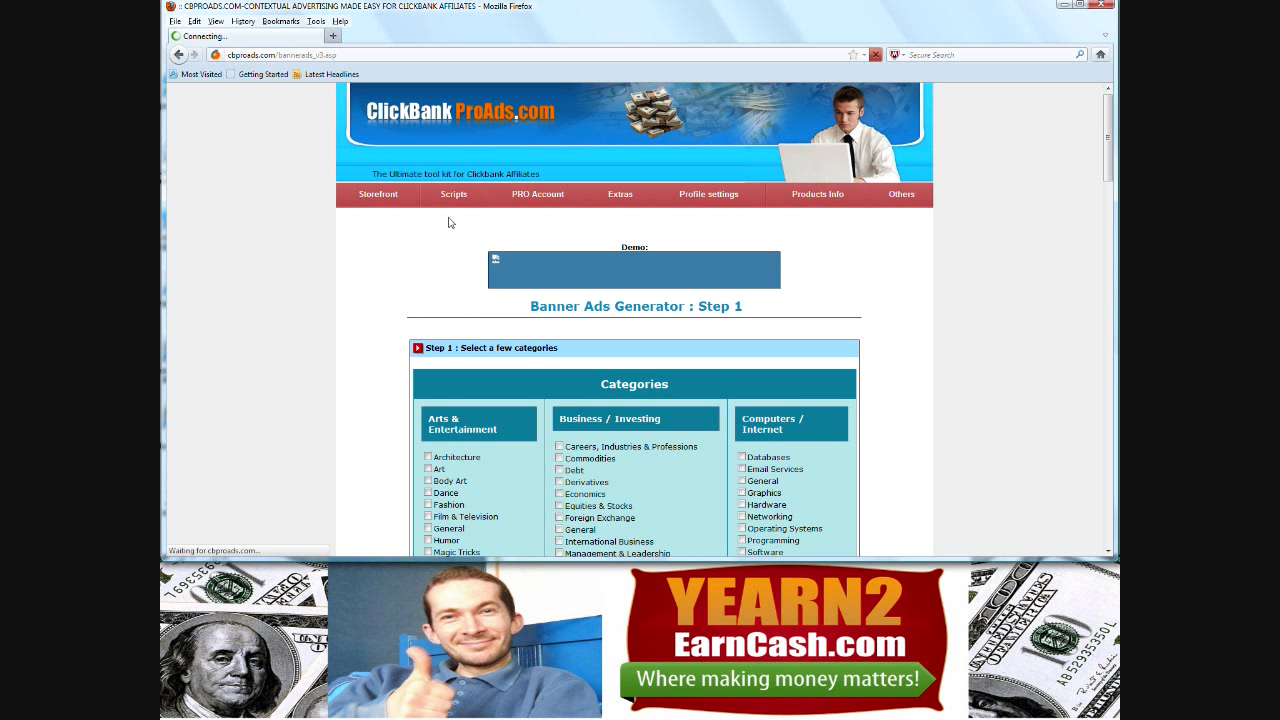 :: CBPROADS.COM-CONTEXTUAL ADVERTISING MADE EASY FOR CLICKBANK AFFILIATES - Mozilla Firefox
File Edit View History Bookmarks Tools Help
Connecting...
cbproads.com/bannerads_v3.asp
Secure Search
Most Visited Getting Started Latest Headlines
ClickBank ProAds.com
The Ultimate tool kit for Clickbank Affiliates
Storefront Scripts PRO Account Extras Profile settings Products Info Others
Demo:
Banner Ads Generator : Step 1
Step 1 : Select a few categories
Categories
Arts & Entertainment
Architecture
Art
Body Art
Dance
Fashion
Film & Television
General
Humor
Magic Tricks
Business / Investing
Careers, Industries & Professions
Commodities
Debt
Derivatives
Economics
Equities & Stocks
Foreign Exchange
General
International Business
Management & Leadership
Computers / Internet
Databases
Email Services
General
Graphics
Hardware
Networking
Operating Systems
Programming
Software
Waiting for cbproads.com...
YEARN2
EarnCash.com
Where making money matters!
100
AB52935350L